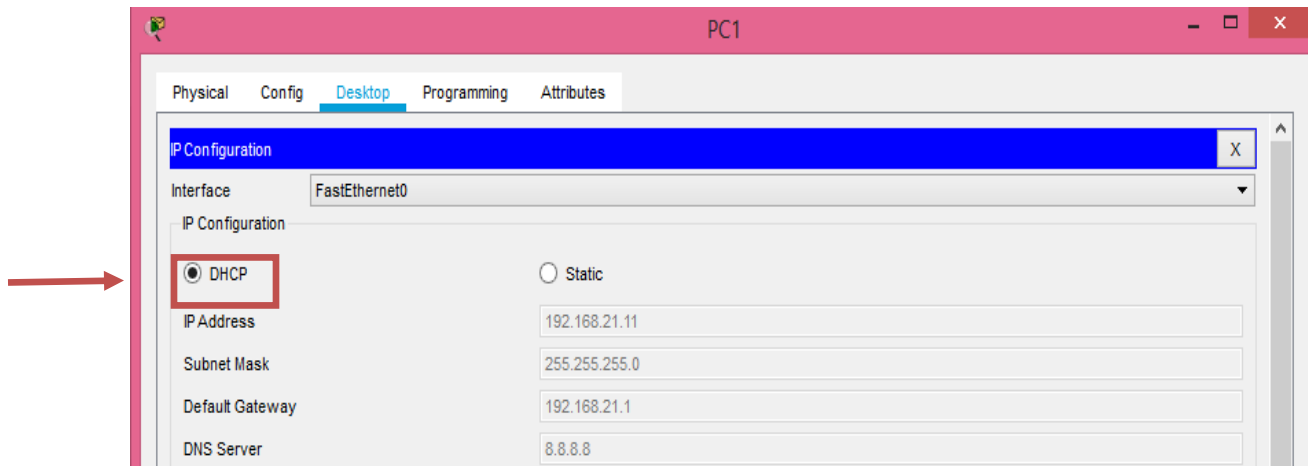 PC1
Physical Config Desktop Programming Attributes
IP Configuration X
Interface FastEthernet0
IP Configuration
DHCP Static
IP Address 192.168.21.11
Subnet Mask 255.255.255.0
Default Gateway 192.168.21.1
DNS Server 8.8.8.8